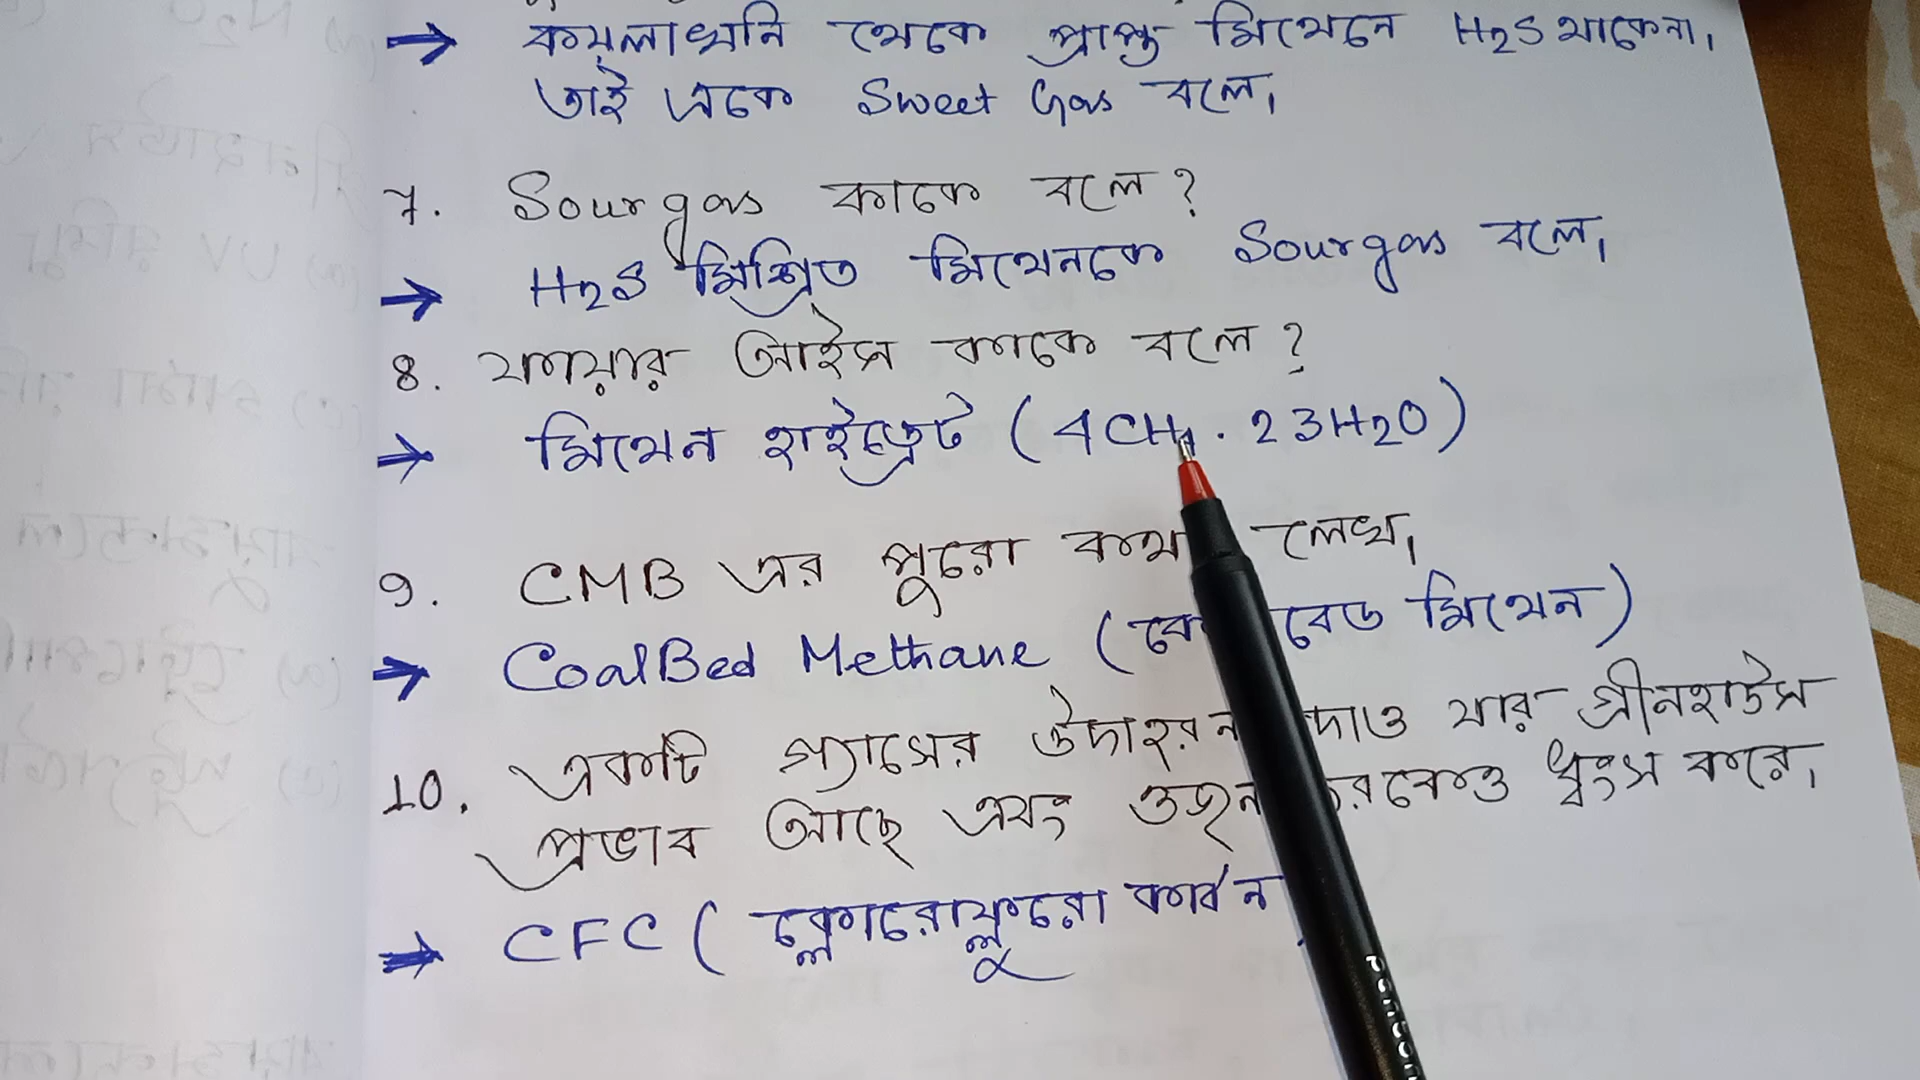 → কয়লাখনি থেকে প্রাপ্ত মিথেনে H2S থাকেনা।
তাই একে Sweet Gas বলে।
7. Sour gas কাকে বলে?
→ H2S মিশ্রিত মিথেনকে Sour gas বলে।
8. ফায়ার আইস কাকে বলে?
→ মিথেন হাইড্রেট (4CH4. 23H2O)
9. CMB এর পুরো কথা লেখ।
→ CoalBed Methane ( বেড মিথেন)
10. একটি গ্যাসের উদাহরন দাও যার গ্রীনহাউস
প্রভাব আছে এবং ওজন স্তরকেও ধ্বংস করে।
→ CFC ( ক্লোরোফ্লুরো কার্বন